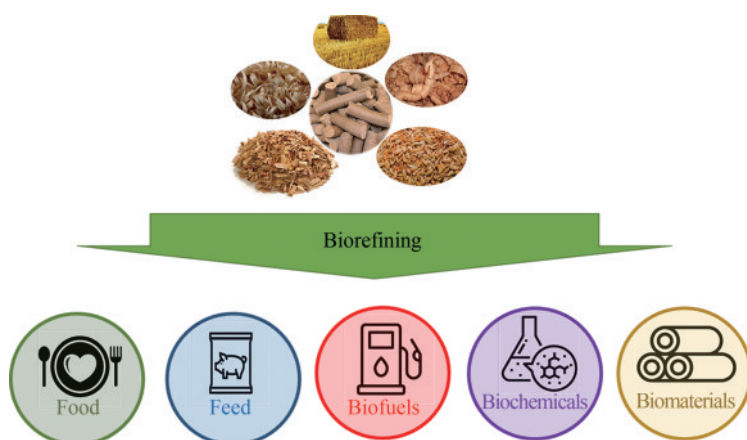 Biorefining
Food
Feed
Biofuels
Biochemicals
Biomaterials